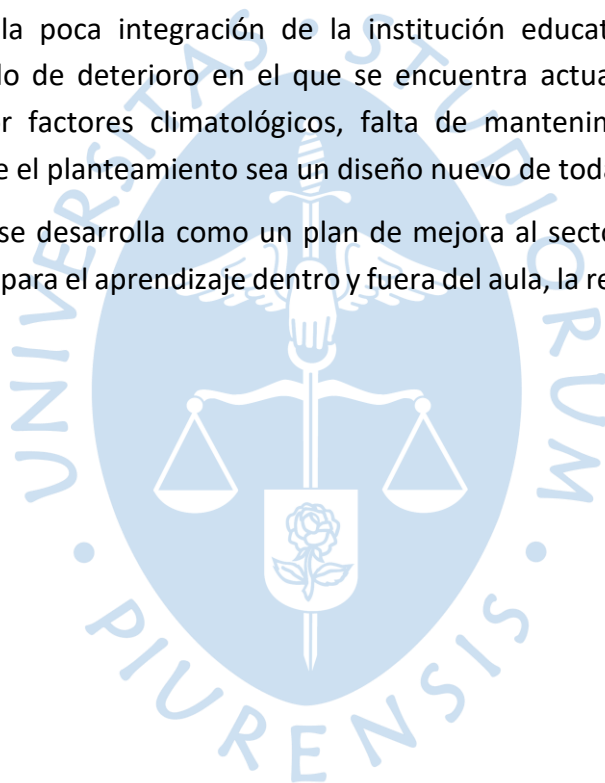 la poca integración de la institución educat
do de deterioro en el que se encuentra actua
r factores climatológicos, falta de mantenim
e el planteamiento sea un diseño nuevo de toda
se desarrolla como un plan de mejora al secto
para el aprendizaje dentro y fuera del aula, la re
UNIVERSITAS • STUDIORUM • PIURENSIS •